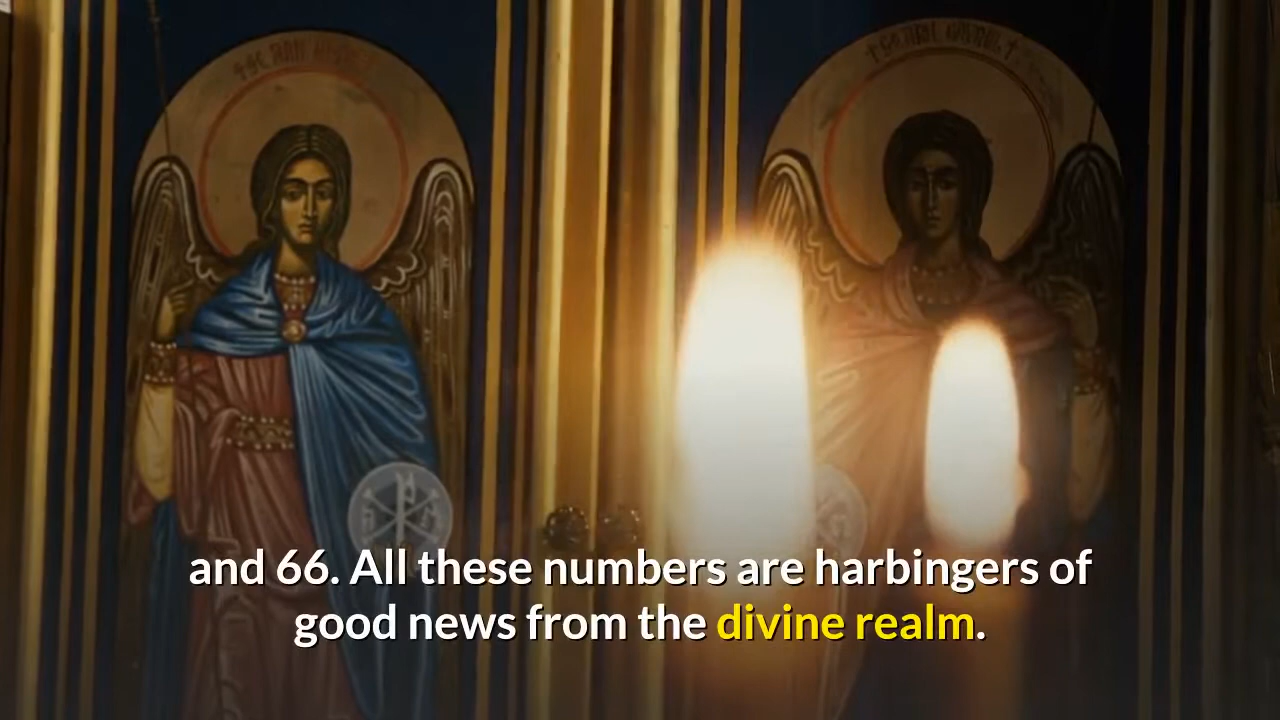 and 66. All these numbers are harbingers of
good news from the divine realm.